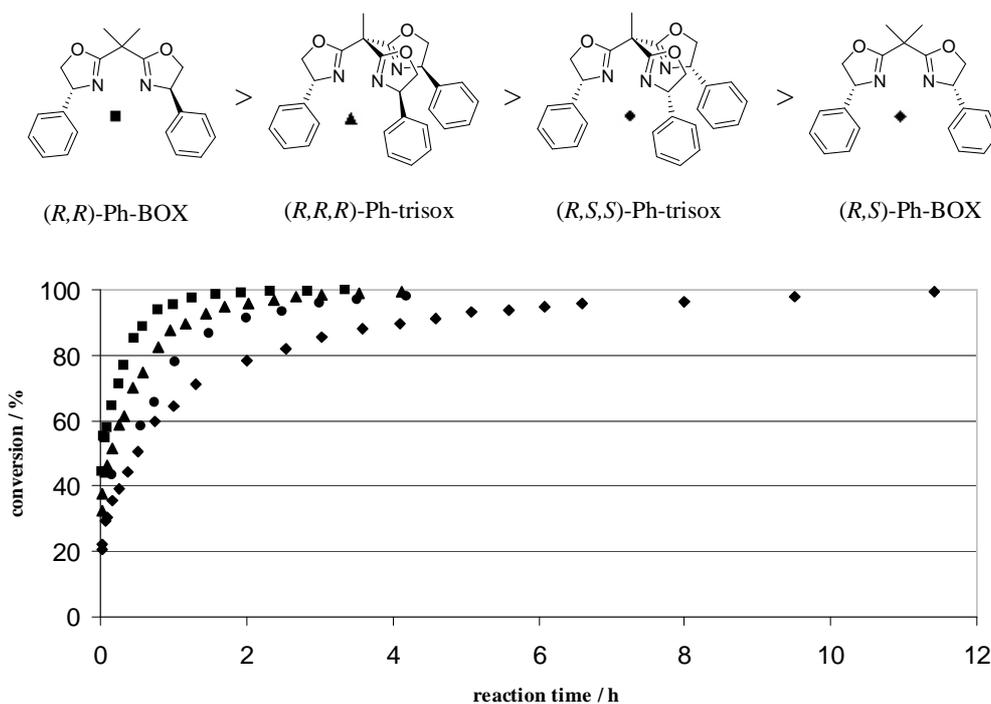 O O > O O O > O O O > O O
N N N N N N N N N N
(R,R)-Ph-BOX (R,R,R)-Ph-trisox (R,S,S)-Ph-trisox (R,S)-Ph-BOX
100
80
60
40
20
0
conversion / %
0 2 4 6 8 10 12
reaction time / h